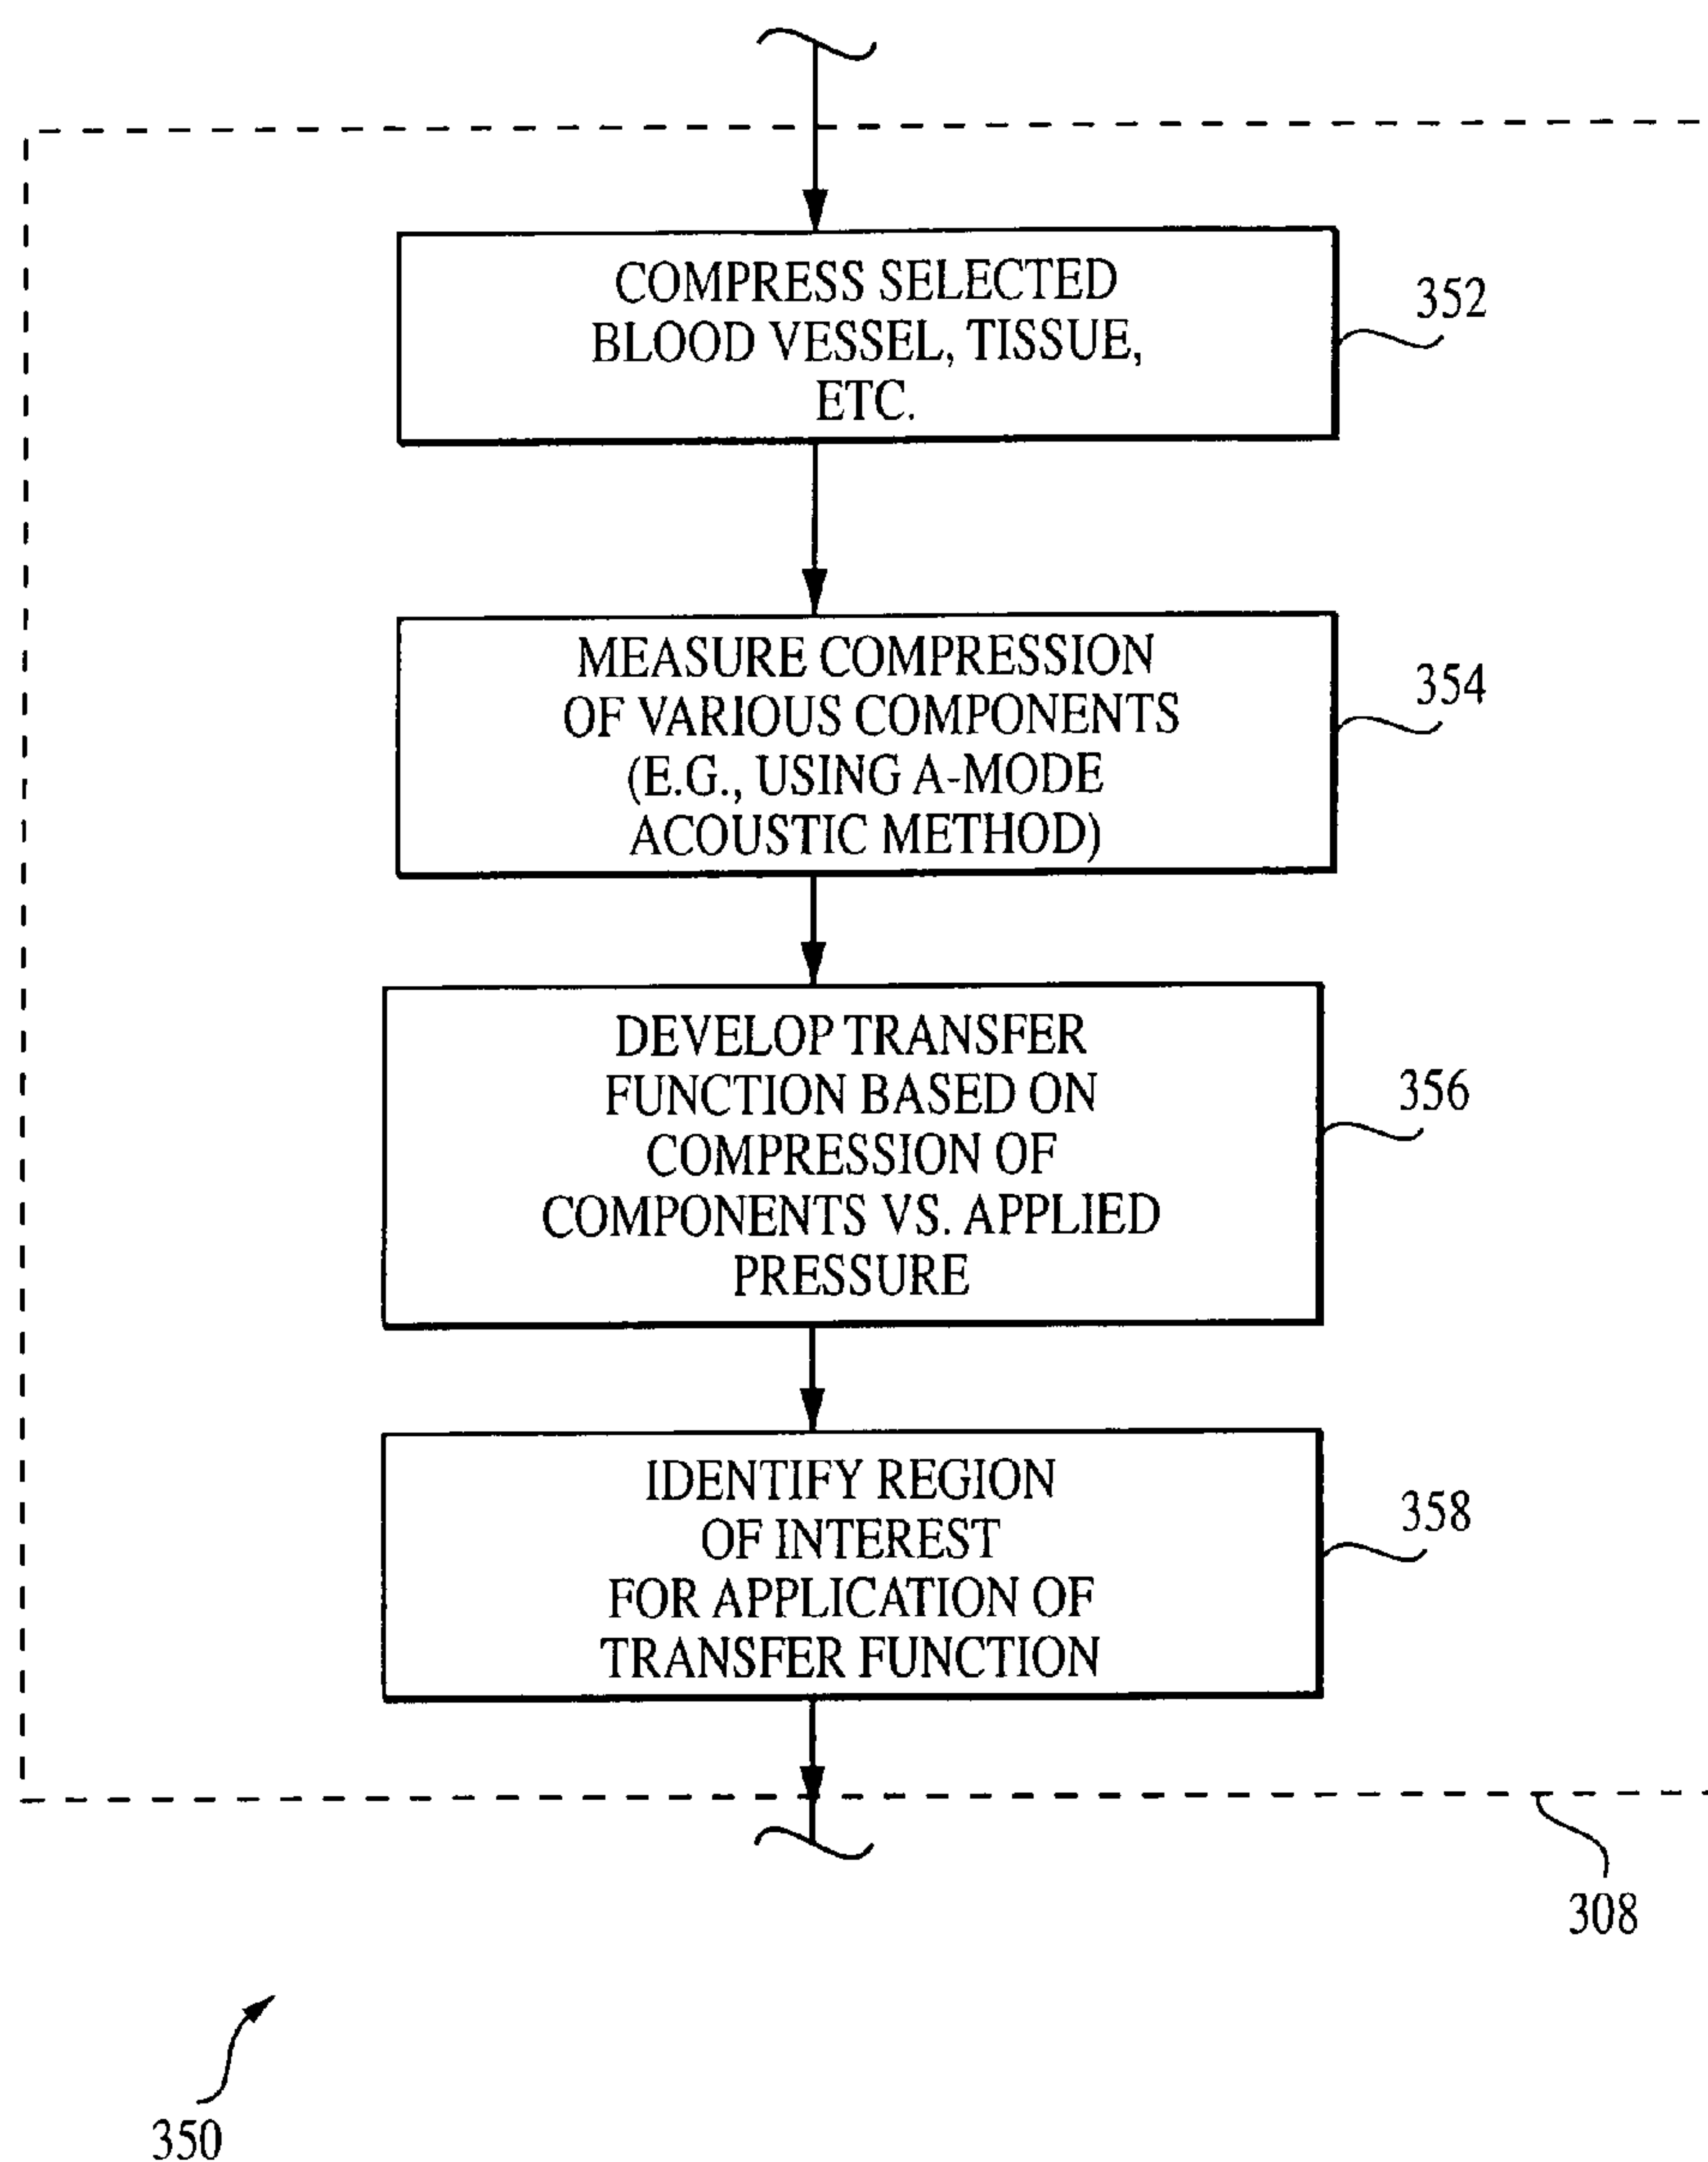 COMPRESS SELECTED
BLOOD VESSEL, TISSUE,
ETC.
352
MEASURE COMPRESSION
OF VARIOUS COMPONENTS
(E.G., USING A-MODE
ACOUSTIC METHOD)
354
DEVELOP TRANSFER
FUNCTION BASED ON
COMPRESSION OF
COMPONENTS VS. APPLIED
PRESSURE
356
IDENTIFY REGION
OF INTEREST
FOR APPLICATION OF
TRANSFER FUNCTION
358
308
350